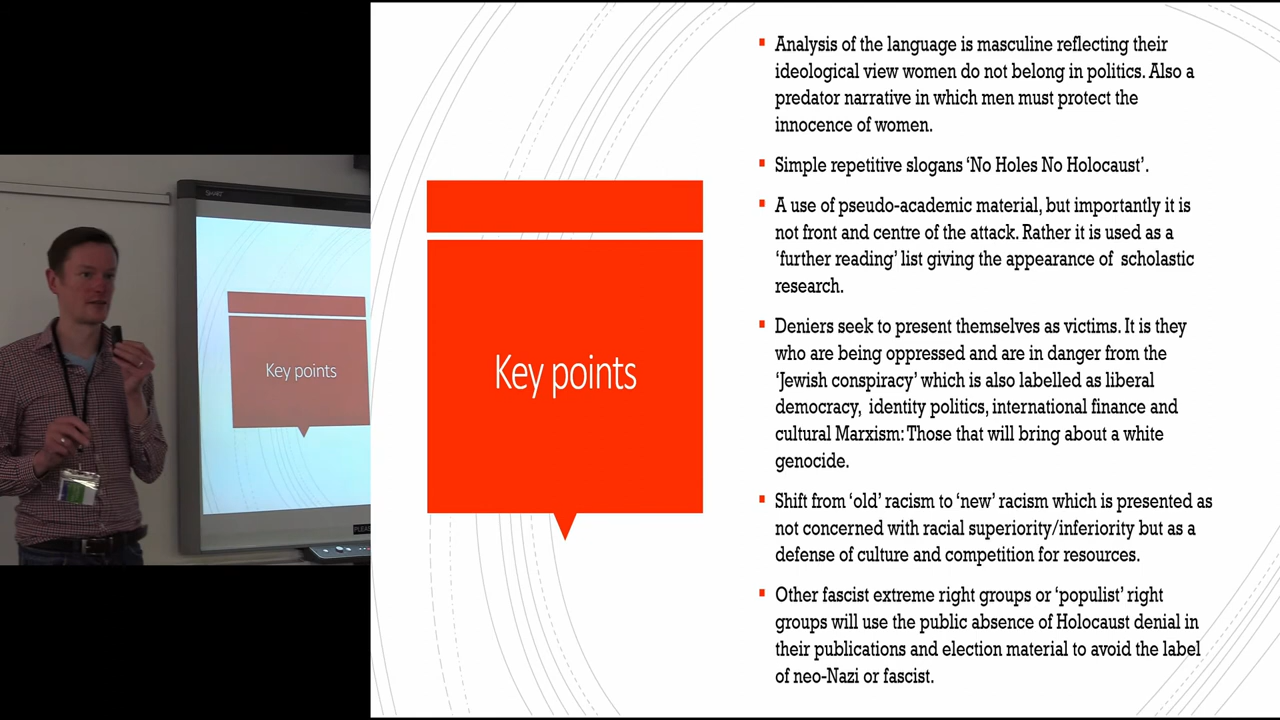 SMART
Key points
Key points
Analysis of the language is masculine reflecting their
ideological view women do not belong in politics. Also a
predator narrative in which men must protect the
innocence of women.
Simple repetitive slogans ‘No Holes No Holocaust’.
A use of pseudo-academic material, but importantly it is
not front and centre of the attack. Rather it is used as a
‘further reading’ list giving the appearance of scholastic
research.
Deniers seek to present themselves as victims. It is they
who are being oppressed and are in danger from the
‘Jewish conspiracy’ which is also labelled as liberal
democracy, identity politics, international finance and
cultural Marxism: Those that will bring about a white
genocide.
Shift from ‘old’ racism to ‘new’ racism which is presented as
not concerned with racial superiority/inferiority but as a
defense of culture and competition for resources.
Other fascist extreme right groups or ‘populist’ right
groups will use the public absence of Holocaust denial in
their publications and election material to avoid the label
of neo-Nazi or fascist.